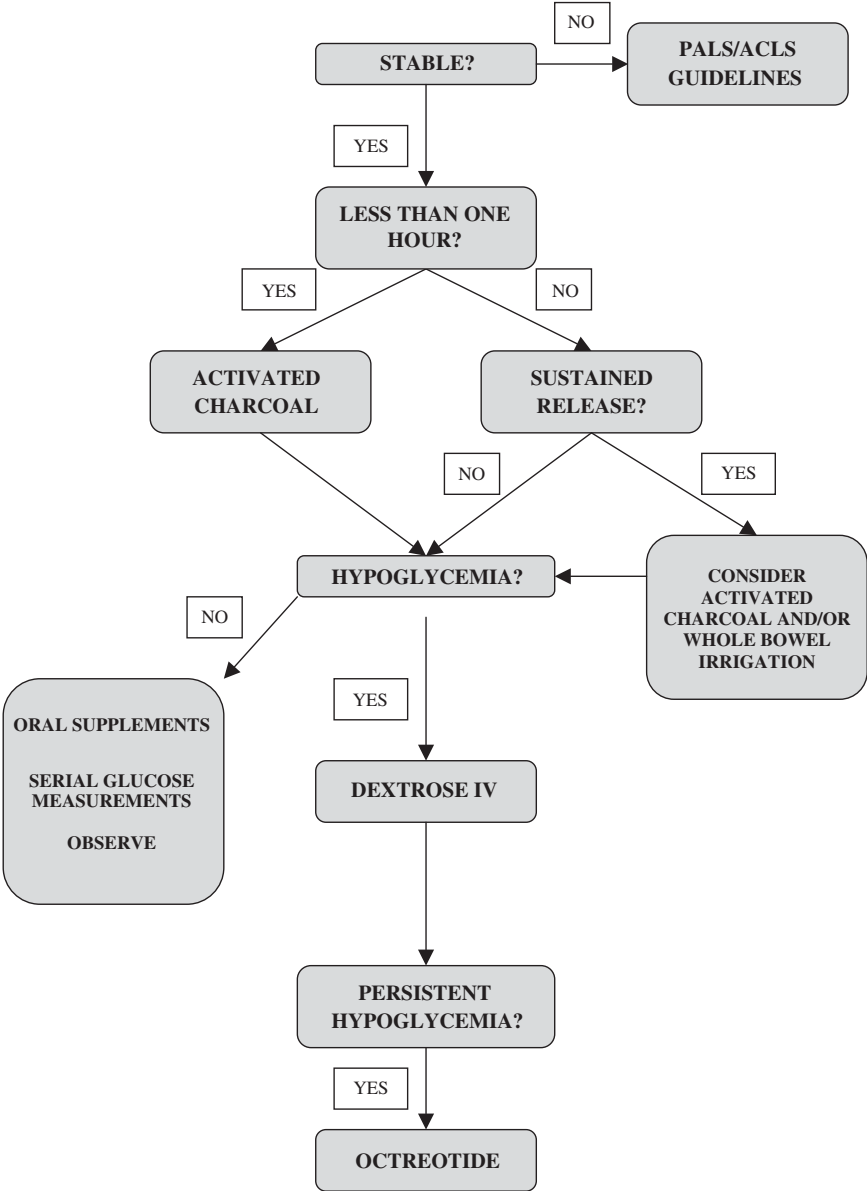 NO
STABLE?
PALS/ACLS
GUIDELINES
YES
LESS THAN ONE
HOUR?
YES
NO
ACTIVATED
CHARCOAL
SUSTAINED
RELEASE?
NO
YES
HYPOGLYCEMIA?
CONSIDER
ACTIVATED
CHARCOAL AND/OR
WHOLE BOWEL
IRRIGATION
NO
YES
ORAL SUPPLEMENTS
SERIAL GLUCOSE
MEASUREMENTS
OBSERVE
DEXTROSE IV
PERSISTENT
HYPOGLYCEMIA?
YES
OCTREOTIDE